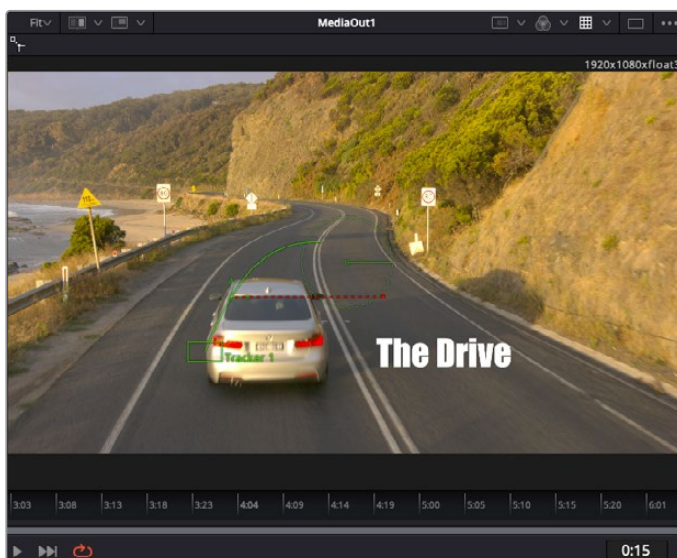 Fit MediaOut1
1920x1080xfloat3
Tracker 1
The Drive
3:03 3:08 3:13 3:18 3:23 4:04 4:09 4:14 4:19 5:00 5:05 5:10 5:15 5:20 6:01
0:15